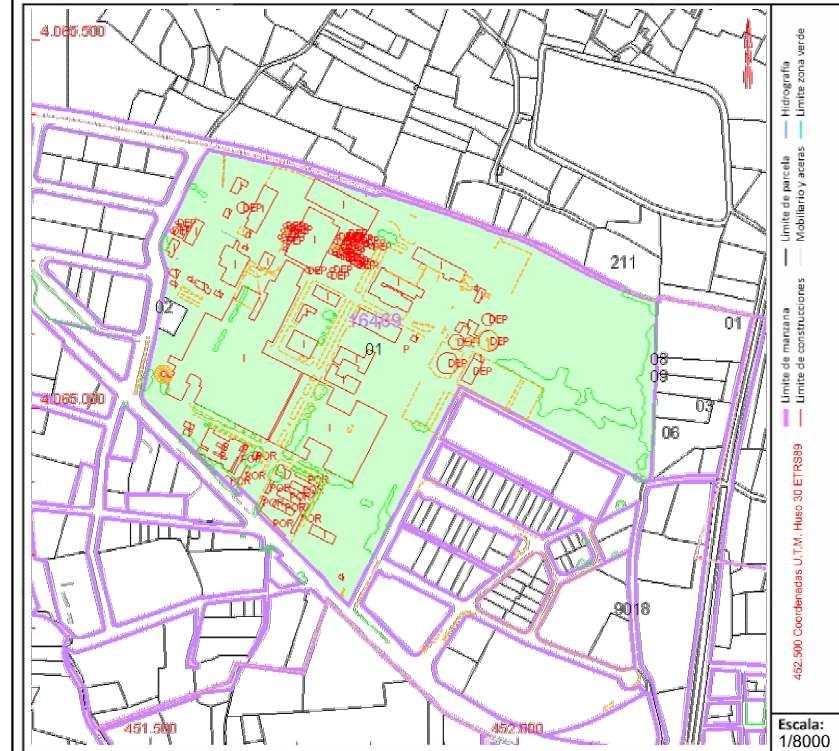 4.065.500
211
DEPI
DEP
DEP
DEP
DEP
02
16469
01
P
DEP
DEP
DEP
DEP
01
08
09
03
06
4.065.000
POR
POR
POR
POR
POR
POR
POR
POR
9018
451.500
452.000
Hidrografía
Límite zona verde
Límite de parcela
Mobiliario y aceras
Límite de manzana
Límite de construcciones
452.500 Coordenadas U.T.M. Huso 30 ETRS89
Escala:
1/8000